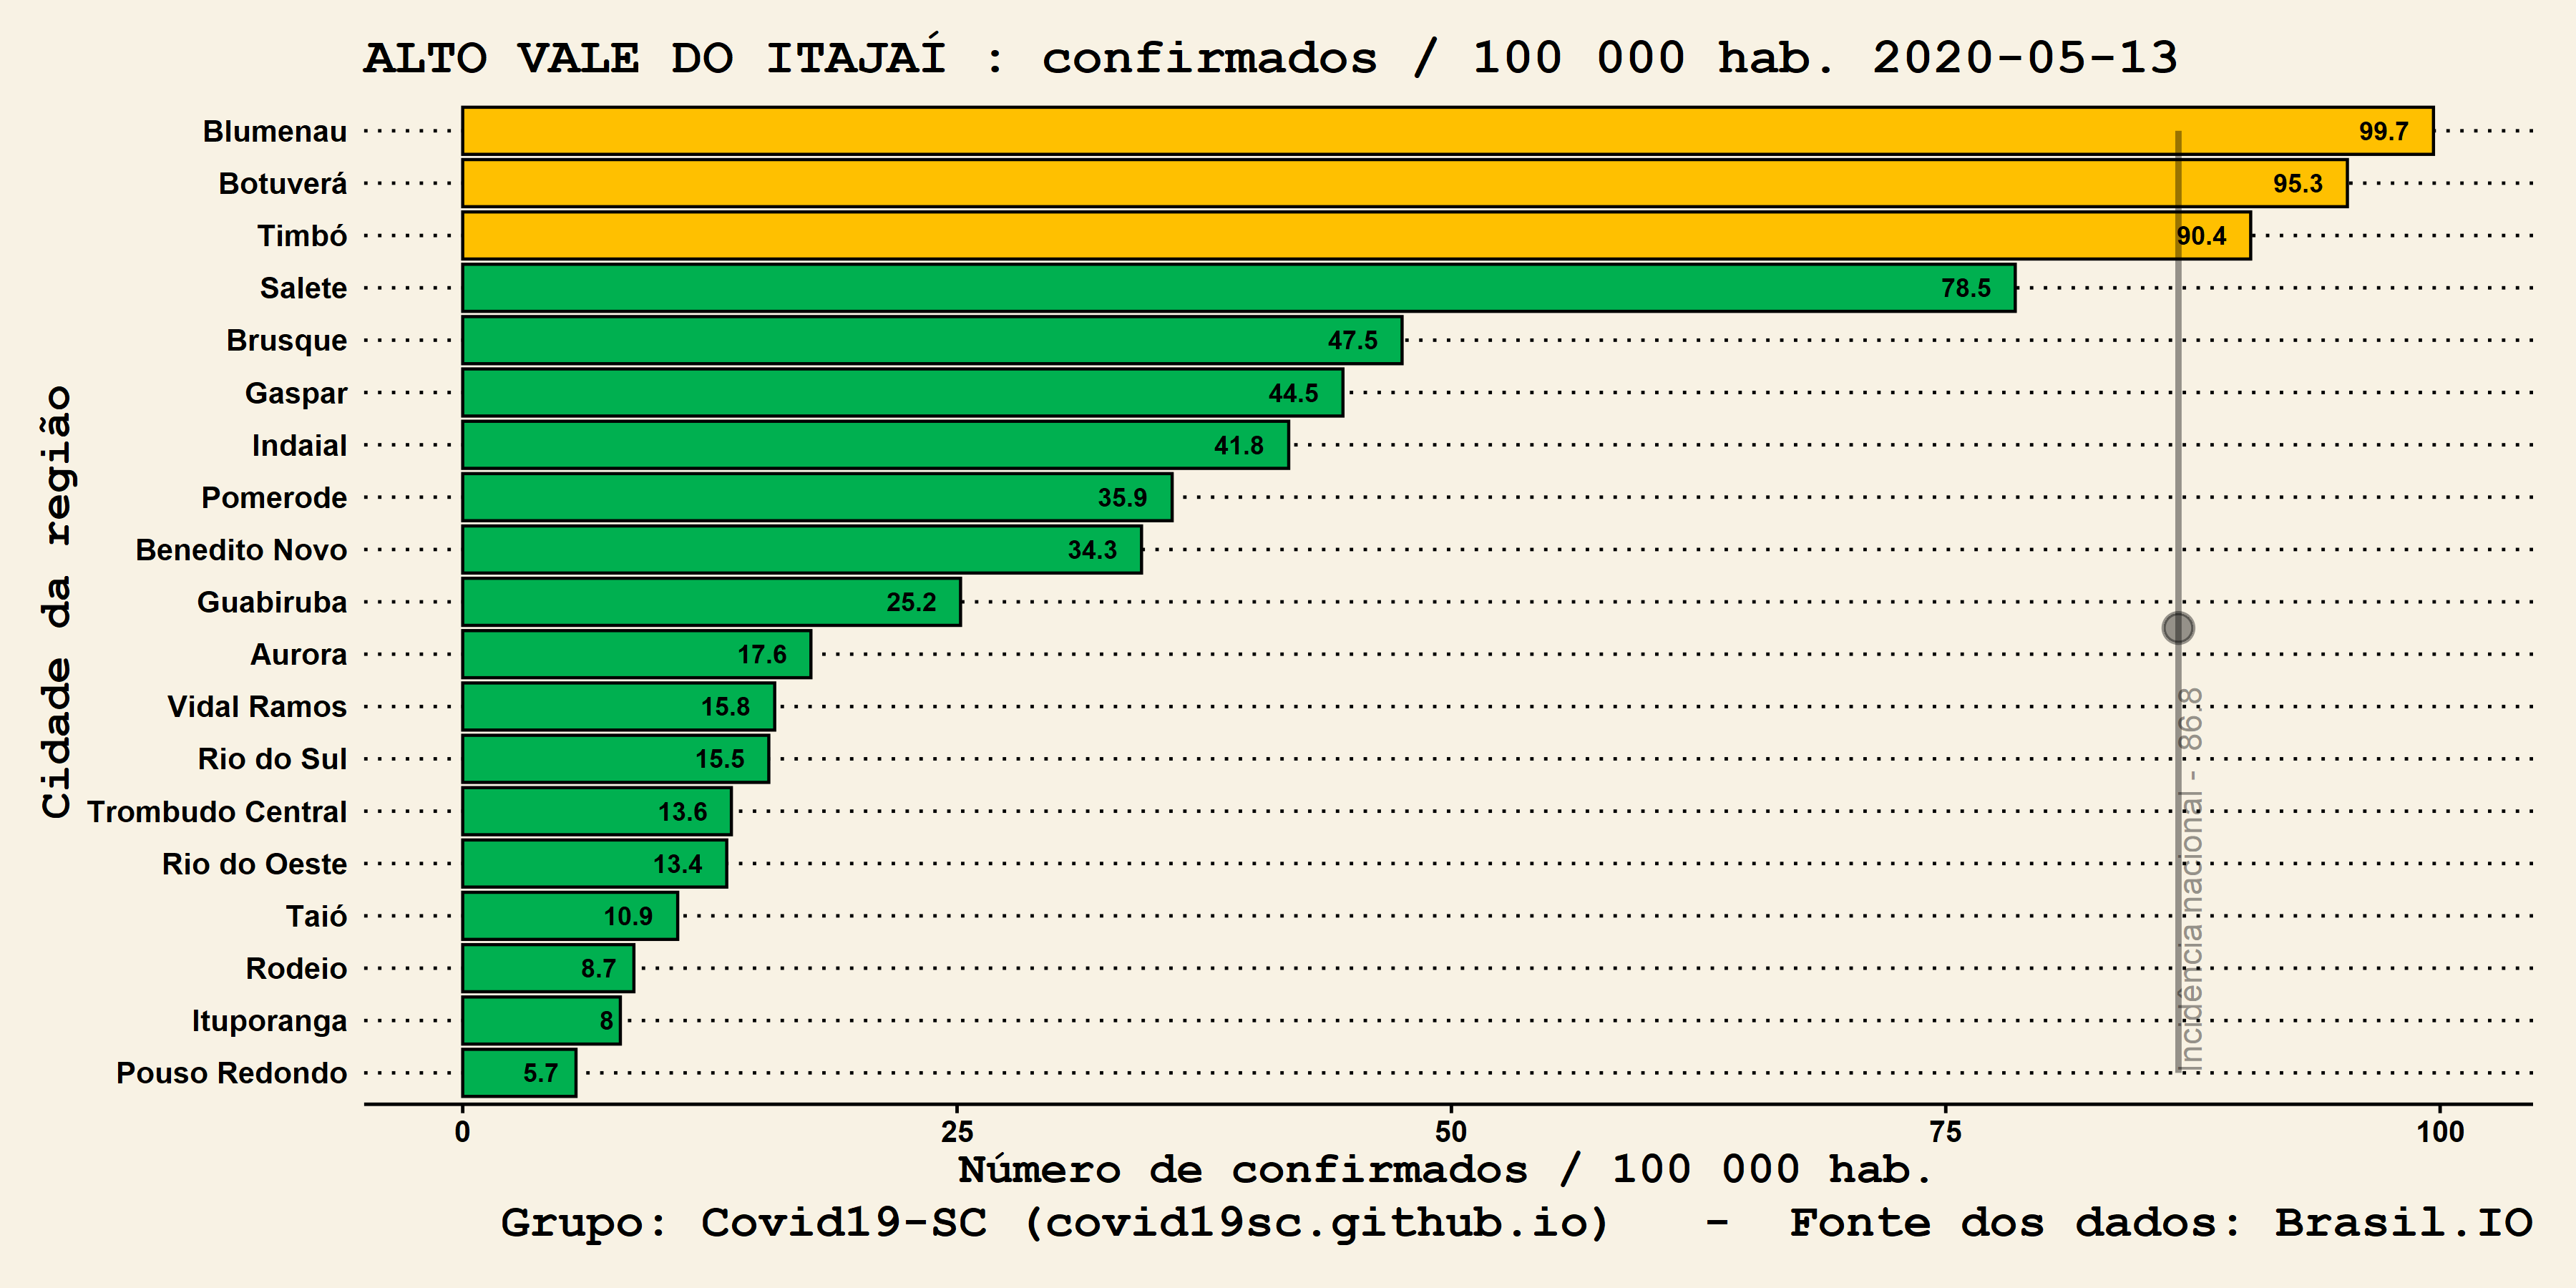 ALTO VALE DO ITAJAÍ : confirmados / 100 000 hab. 2020-05-13
Cidade da região
Blumenau 99.7
Botuverá 95.3
Timbó 90.4
Salete 78.5
Brusque 47.5
Gaspar 44.5
Indaial 41.8
Pomerode 35.9
Benedito Novo 34.3
Guabiruba 25.2
Aurora 17.6
Vidal Ramos 15.8
Rio do Sul 15.5
Trombudo Central 13.6
Rio do Oeste 13.4
Taió 10.9
Rodeio 8.7
Ituporanga 8
Pouso Redondo 5.7
Incidência nacional - 86.8
0 25 50 75 100
Número de confirmados / 100 000 hab.
Grupo: Covid19-SC (covid19sc.github.io) - Fonte dos dados: Brasil.IO